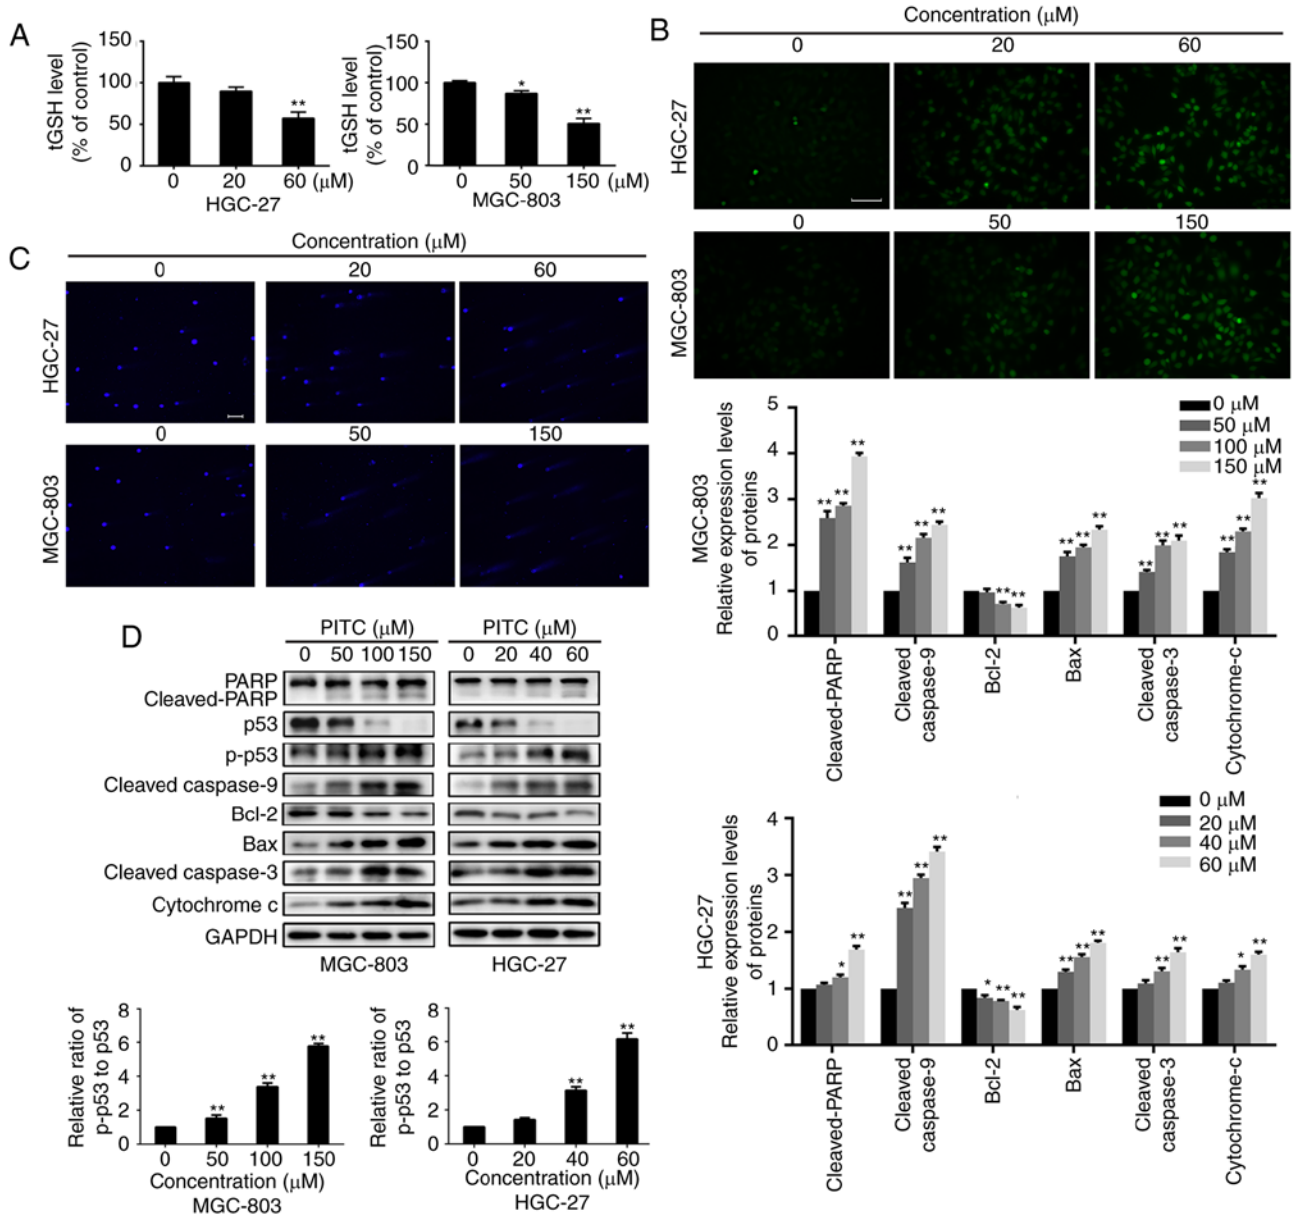 A
150
100
50
0
tGSH level
(% of control)
**
0 20 60 (μM)
HGC-27
150
100
50
0
tGSH level
(% of control)
*
**
0 50 150 (μM)
MGC-803
B
Concentration (μM)
0 20 60
HGC-27
0 50 150
MGC-803
C
Concentration (μM)
0 20 60
HGC-27
0 50 150
MGC-803
5
4
3
2
1
0
MGC-803
Relative expression levels
of proteins
0 μM
50 μM
100 μM
150 μM
** ** **
** ** **
** **
** ** **
** ** **
** ** **
Cleaved-PARP
Cleaved
caspase-9
Bcl-2
Bax
Cleaved
caspase-3
Cytochrome-c
D
PITC (μM) PITC (μM)
0 50 100 150 0 20 40 60
PARP
Cleaved-PARP
p53
p-p53
Cleaved caspase-9
Bcl-2
Bax
Cleaved caspase-3
Cytochrome c
GAPDH
MGC-803 HGC-27
4
3
2
1
0
HGC-27
Relative expression levels
of proteins
0 μM
20 μM
40 μM
60 μM
* **
** ** **
* ** **
** ** **
** **
* **
Cleaved-PARP
Cleaved
caspase-9
Bcl-2
Bax
Cleaved
caspase-3
Cytochrome-c
8
6
4
2
0
Relative ratio of
p-p53 to p53
** ** **
0 50 100 150
Concentration (μM)
MGC-803
8
6
4
2
0
Relative ratio of
p-p53 to p53
** **
0 20 40 60
Concentration (μM)
HGC-27